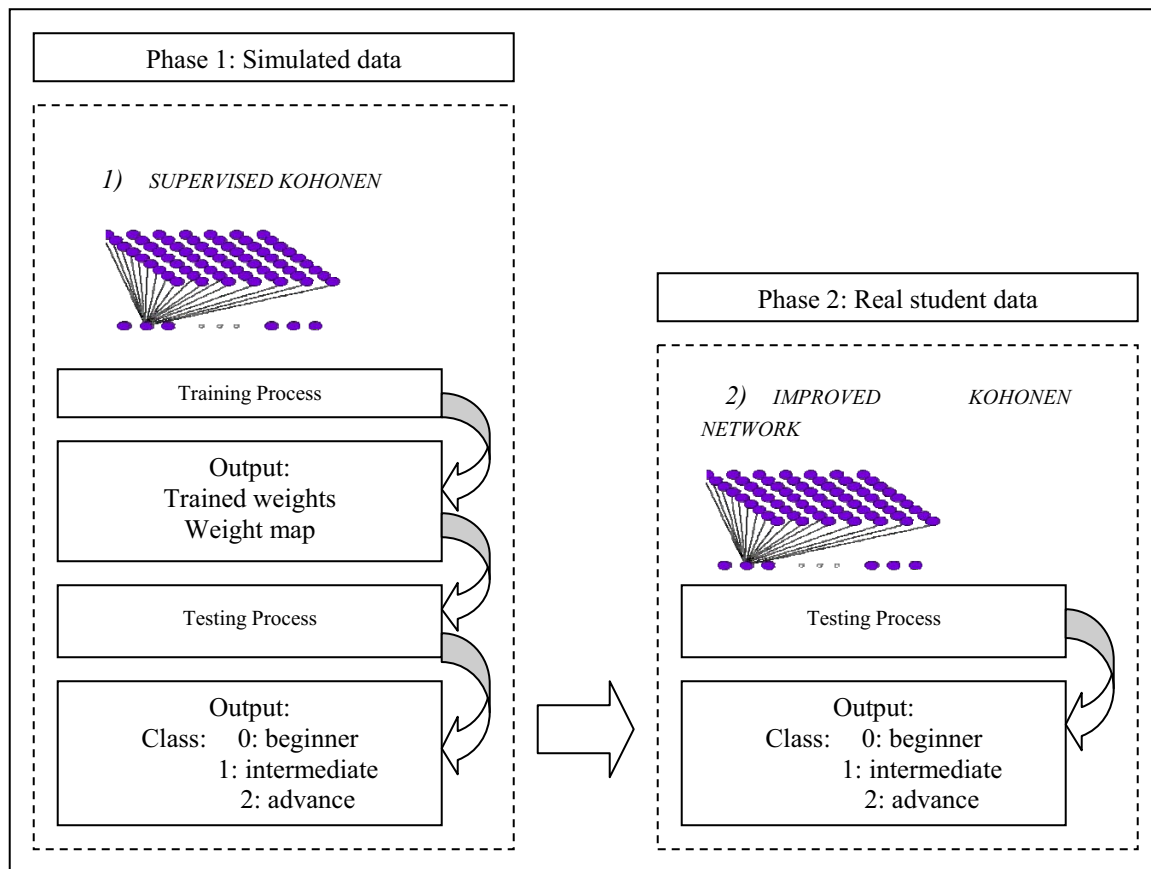 Phase 1: Simulated data
1) SUPERVISED KOHONEN
Training Process
Output:
Trained weights
Weight map
Testing Process
Output:
Class: 0: beginner
1: intermediate
2: advance
Phase 2: Real student data
2) IMPROVED KOHONEN
NETWORK
Testing Process
Output:
Class: 0: beginner
1: intermediate
2: advance